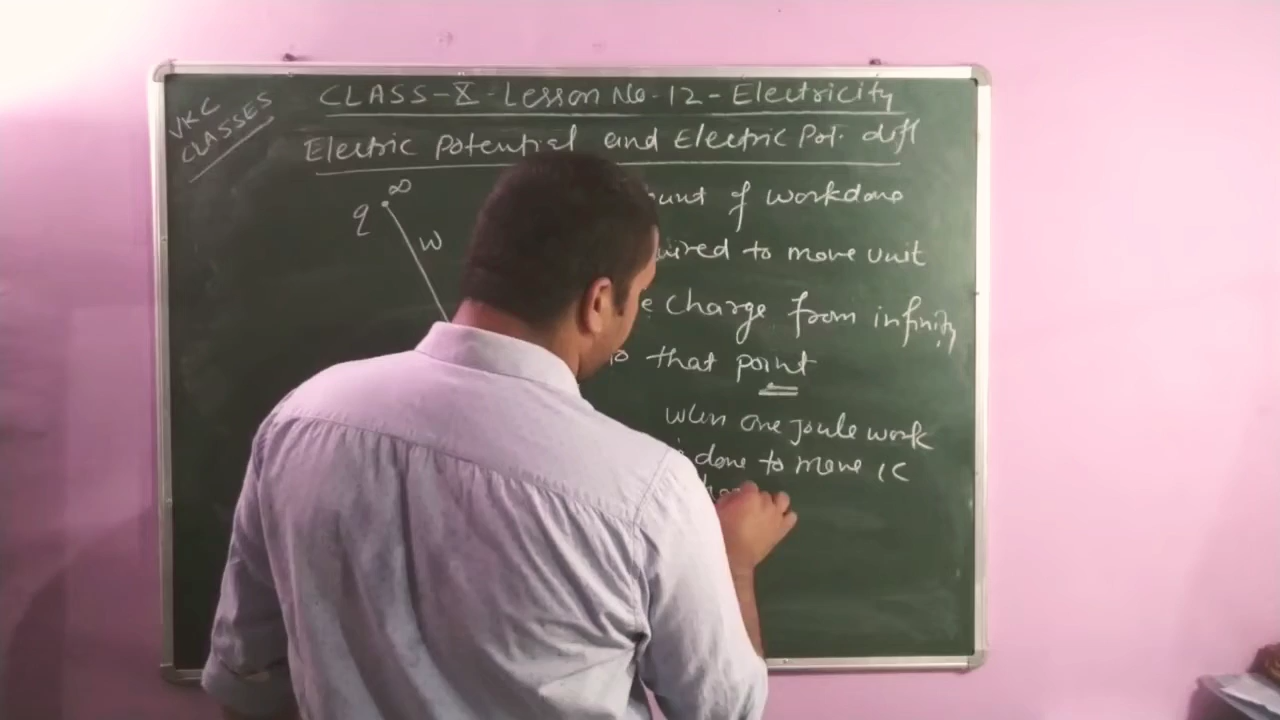 VKC
CLASSES
CLASS-X-Lesson No.12-Electricity
Electric Potential and Electric Pot. diff
∞
q
W
ount of workdone
uired to move unit
e charge from infinity
to that point
when one joule work
is done to move 1C